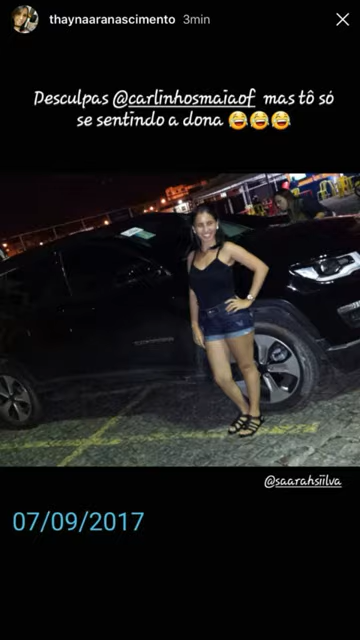 thaynaaranascimento 3min
Desculpas @carlinhosmaiaof mas tô só
se sentindo a dona 😂😂😂
@saarahsiilva
07/09/2017